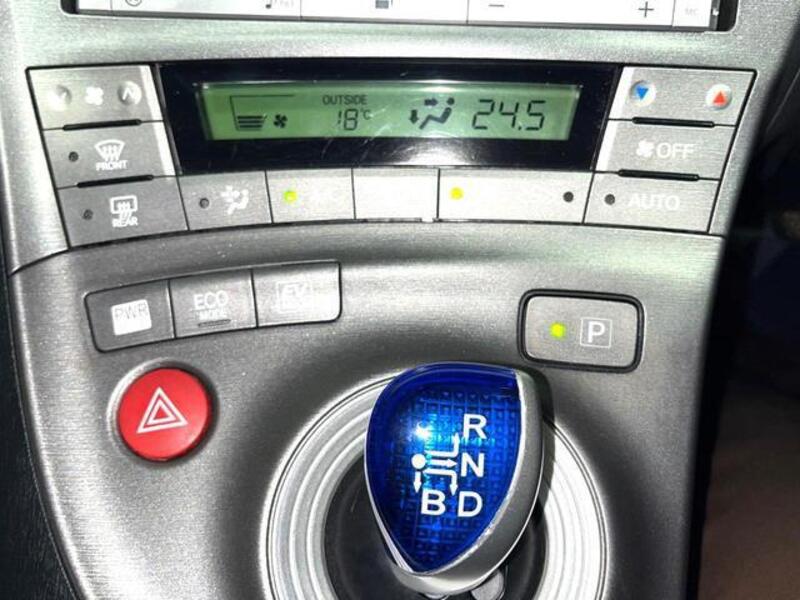 OUTSIDE
18°C
24.5
FRONT
OFF
REAR
A/C
AUTO
PWR
ECO
MODE
EV
P
R
N
B D